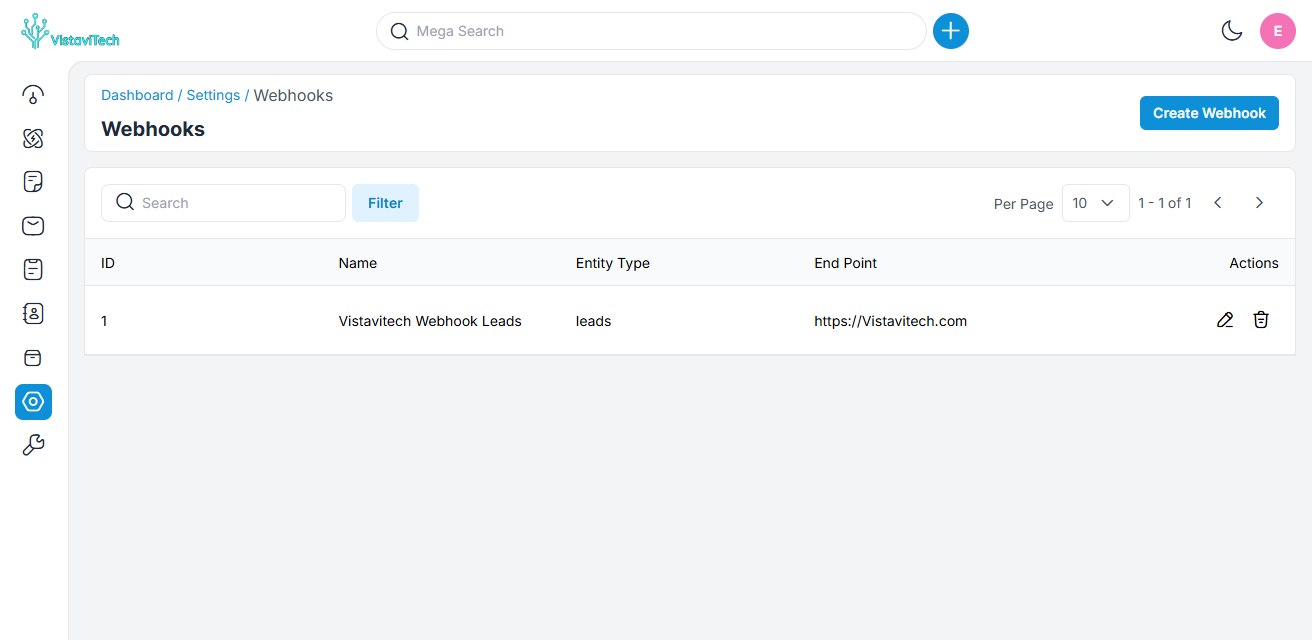 VistaviTech
Mega Search
E
Dashboard / Settings / Webhooks
Webhooks
Create Webhook
Search
Filter
Per Page
10
1 - 1 of 1
ID Name Entity Type End Point Actions
1 Vistavitech Webhook Leads leads https://Vistavitech.com